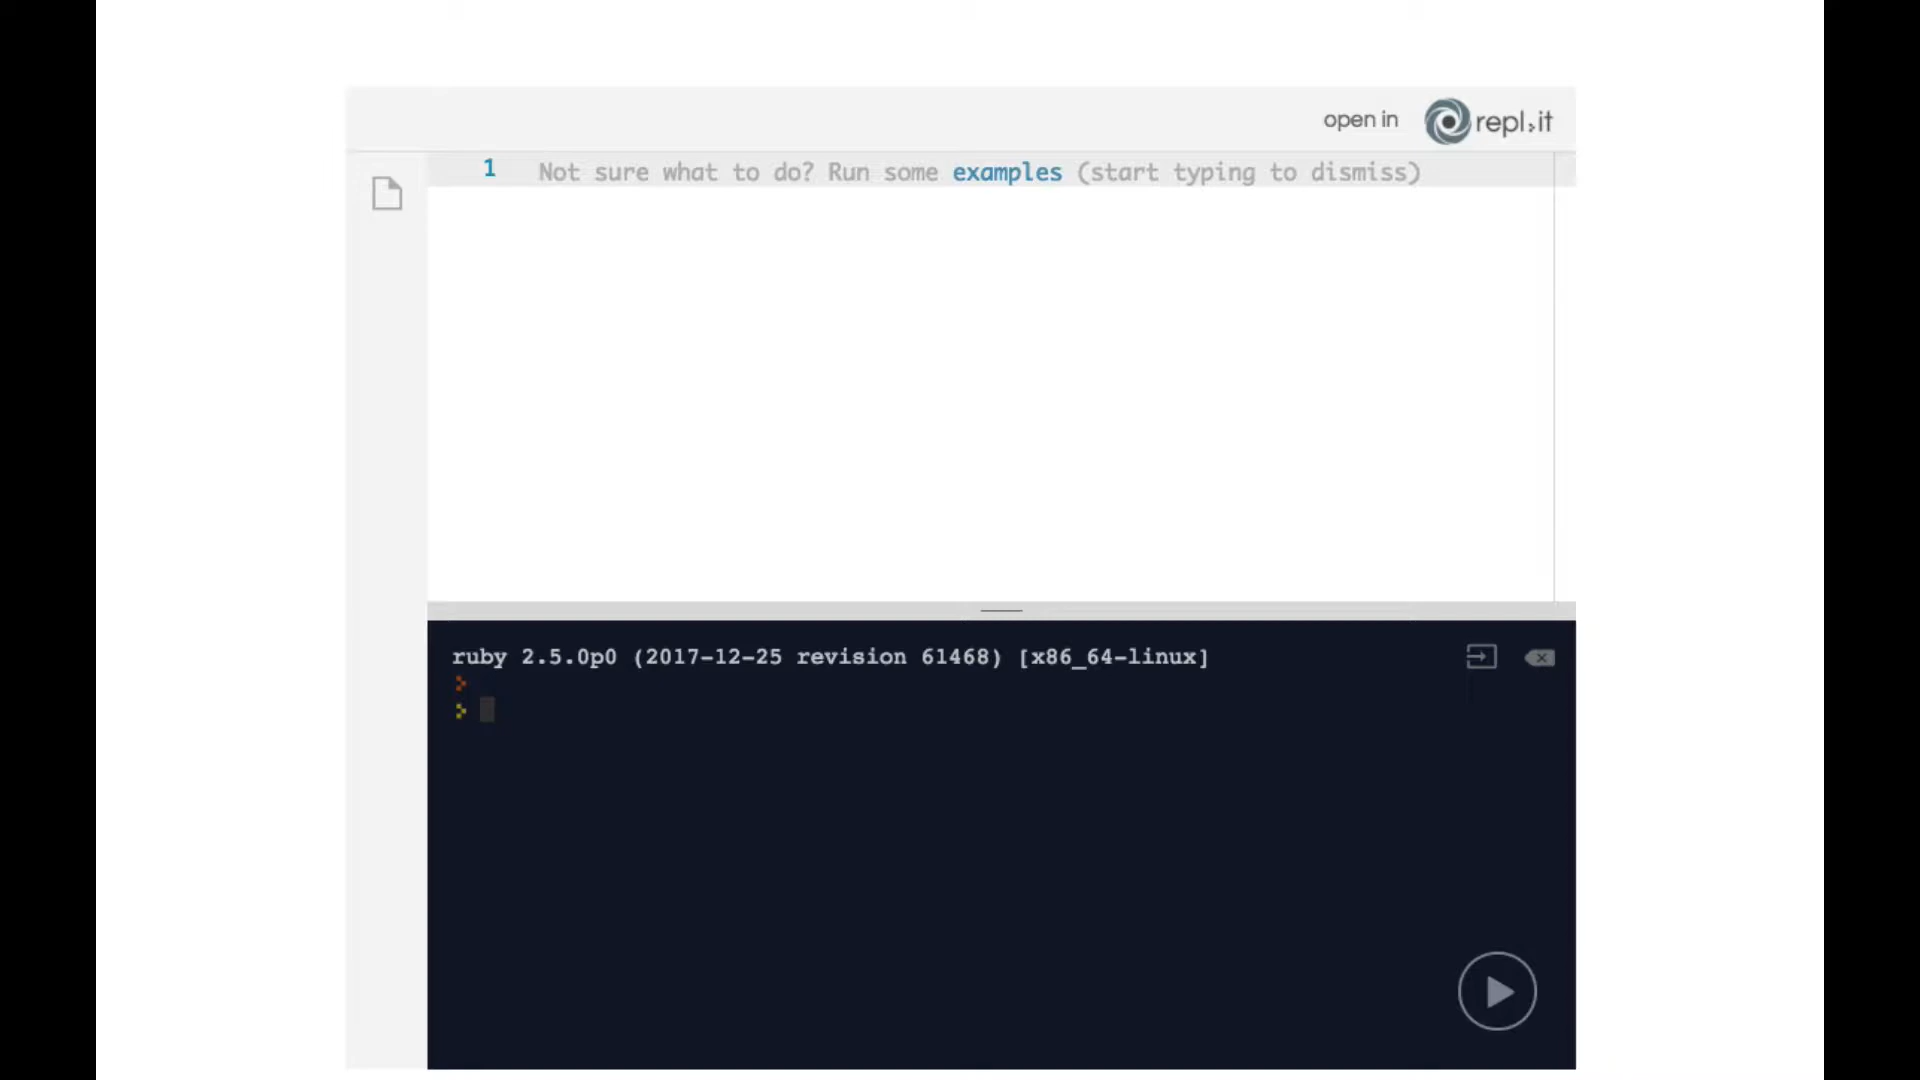 open in repl.it
1 Not sure what to do? Run some examples (start typing to dismiss)
ruby 2.5.0p0 (2017-12-25 revision 61468) [x86_64-linux]
>
>